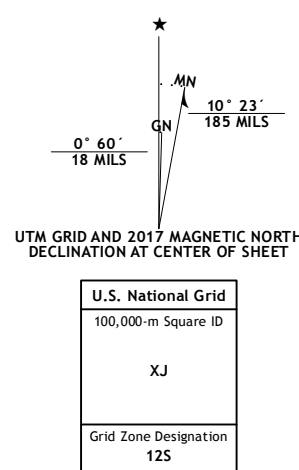 ★
MN
GN
10° 23´
185 MILS
0° 60´
18 MILS
UTM GRID AND 2017 MAGNETIC NORTH
DECLINATION AT CENTER OF SHEET
U.S. National Grid
100,000-m Square ID
XJ
Grid Zone Designation
12S